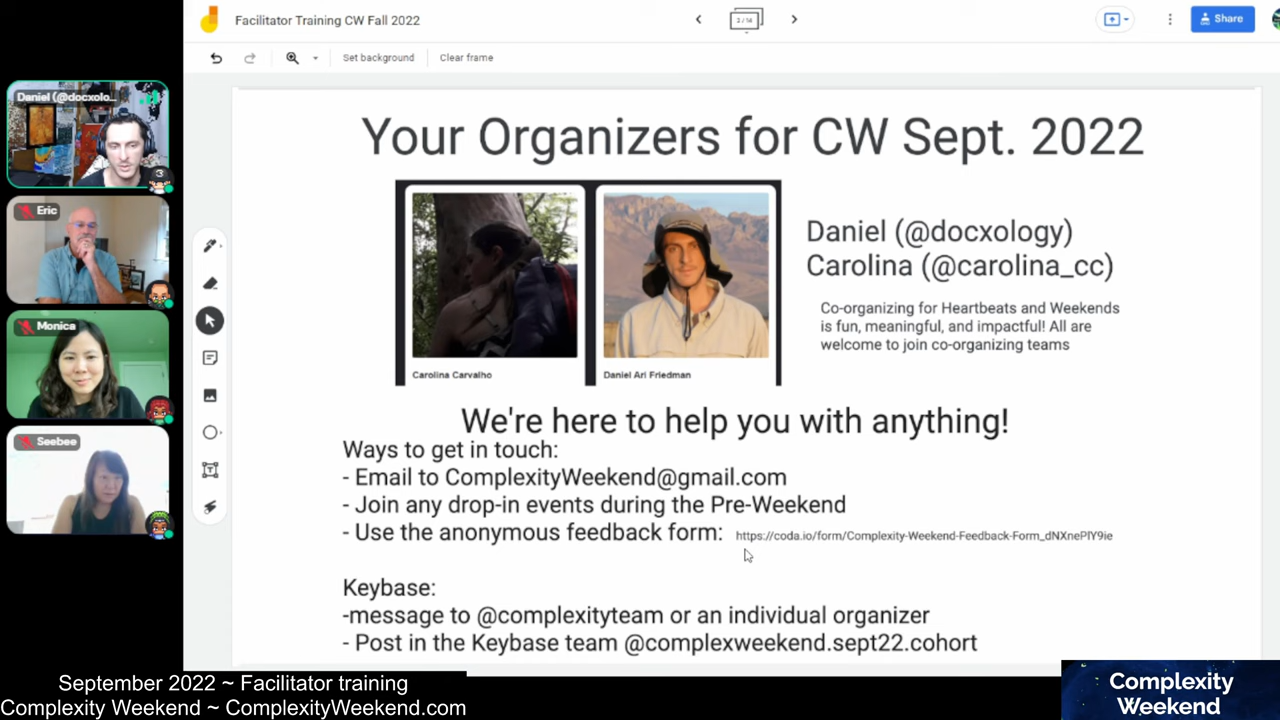 Facilitator Training CW Fall 2022
2 / 14
Share
Set background
Clear frame
Daniel (@docxolo...
Eric
Monica
Seebee
Your Organizers for CW Sept. 2022
Carolina Carvalho
Daniel Ari Friedman
Daniel (@docxology)
Carolina (@carolina_cc)
Co-organizing for Heartbeats and Weekends
is fun, meaningful, and impactful! All are
welcome to join co-organizing teams
We're here to help you with anything!
Ways to get in touch:
- Email to ComplexityWeekend@gmail.com
- Join any drop-in events during the Pre-Weekend
- Use the anonymous feedback form: https://coda.io/form/Complexity-Weekend-Feedback-Form_dNXnePlY9ie
Keybase:
-message to @complexityteam or an individual organizer
- Post in the Keybase team @complexweekend.sept22.cohort
September 2022 ~ Facilitator training
Complexity Weekend ~ ComplexityWeekend.com
Complexity
Weekend